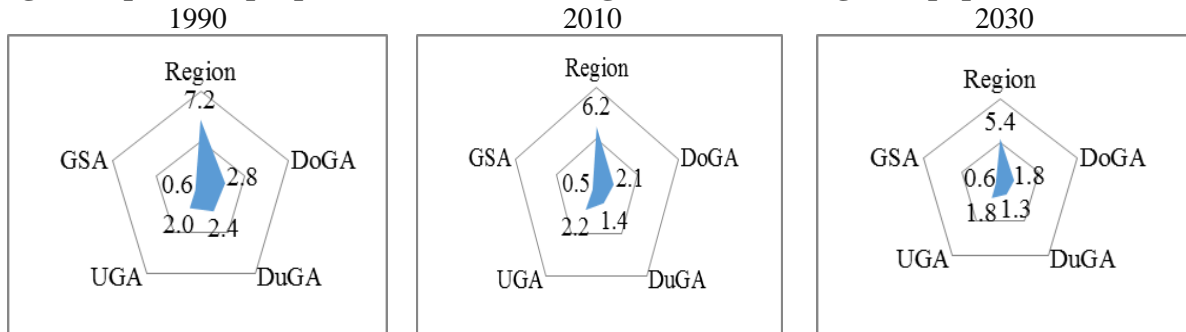 1990
Region
7.2
GSA
DoGA
0.6
2.8
2.0
2.4
UGA
DuGA
2010
Region
6.2
GSA
DoGA
0.5
2.1
2.2
1.4
UGA
DuGA
2030
Region
5.4
GSA
DoGA
0.6
1.8
1.8
1.3
UGA
DuGA